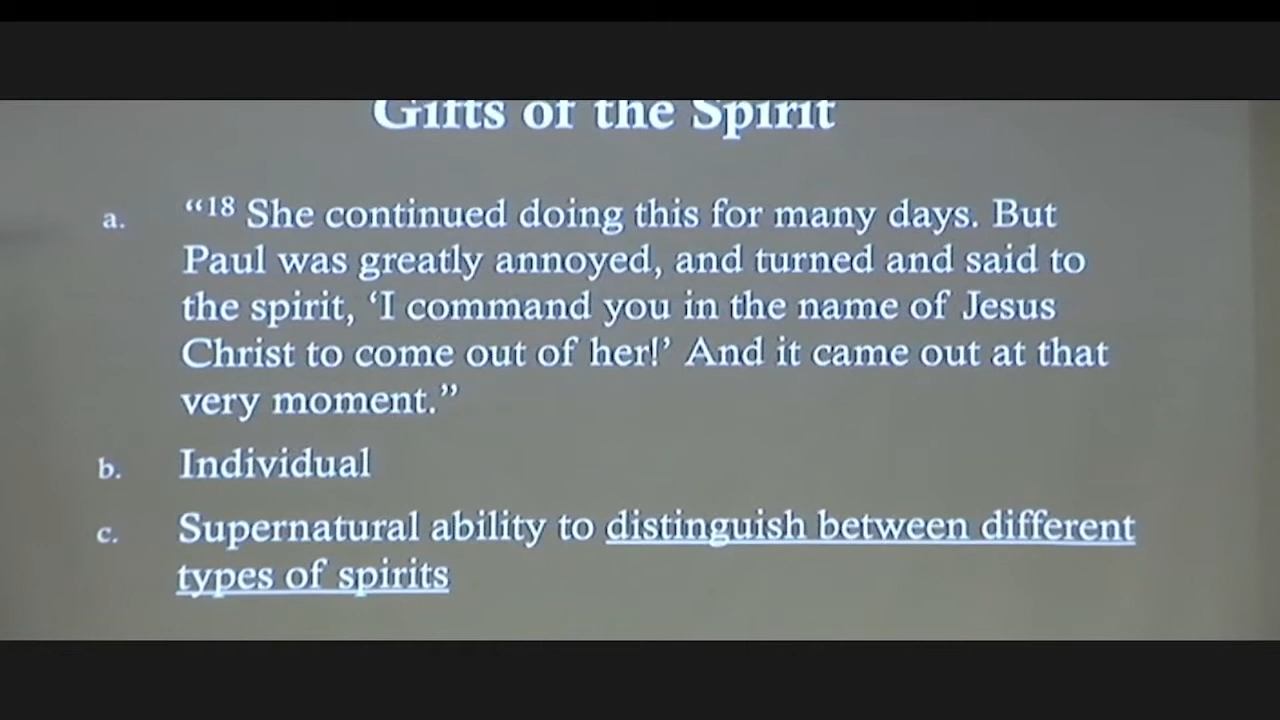 Gifts of the Spirit
a. “18 She continued doing this for many days. But
Paul was greatly annoyed, and turned and said to
the spirit, ‘I command you in the name of Jesus
Christ to come out of her!’ And it came out at that
very moment.”
b. Individual
c. Supernatural ability to distinguish between different
types of spirits